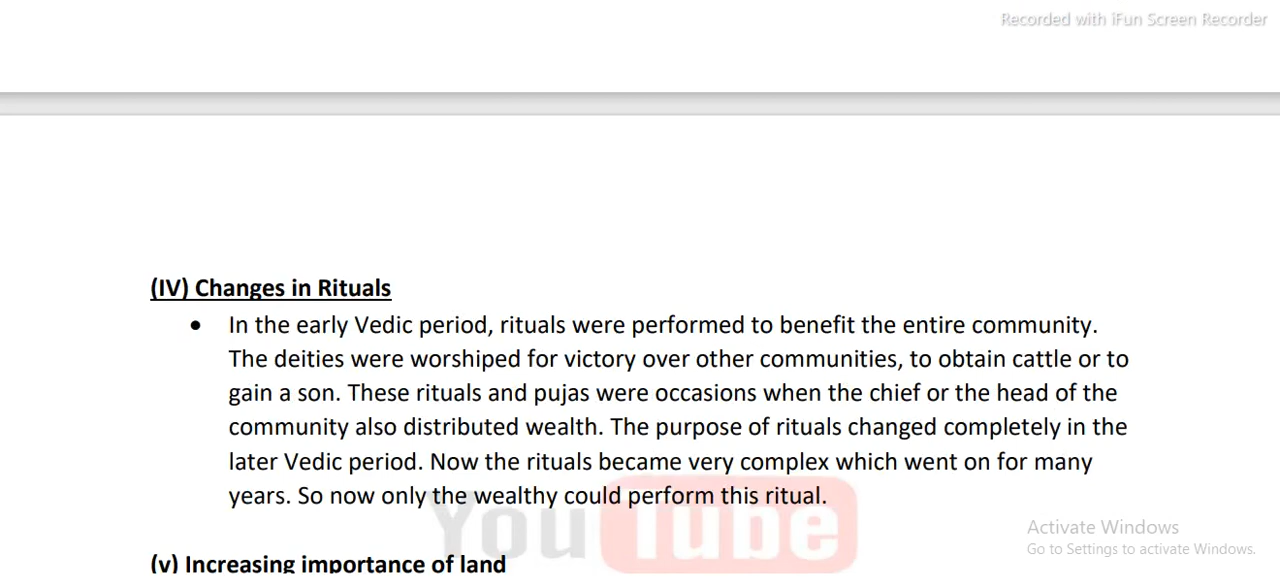 Recorded with iFun Screen Recorder
(IV) Changes in Rituals
• In the early Vedic period, rituals were performed to benefit the entire community.
The deities were worshiped for victory over other communities, to obtain cattle or to
gain a son. These rituals and pujas were occasions when the chief or the head of the
community also distributed wealth. The purpose of rituals changed completely in the
later Vedic period. Now the rituals became very complex which went on for many
years. So now only the wealthy could perform this ritual.
YouTube
Activate Windows
Go to Settings to activate Windows.
(v) Increasing importance of land